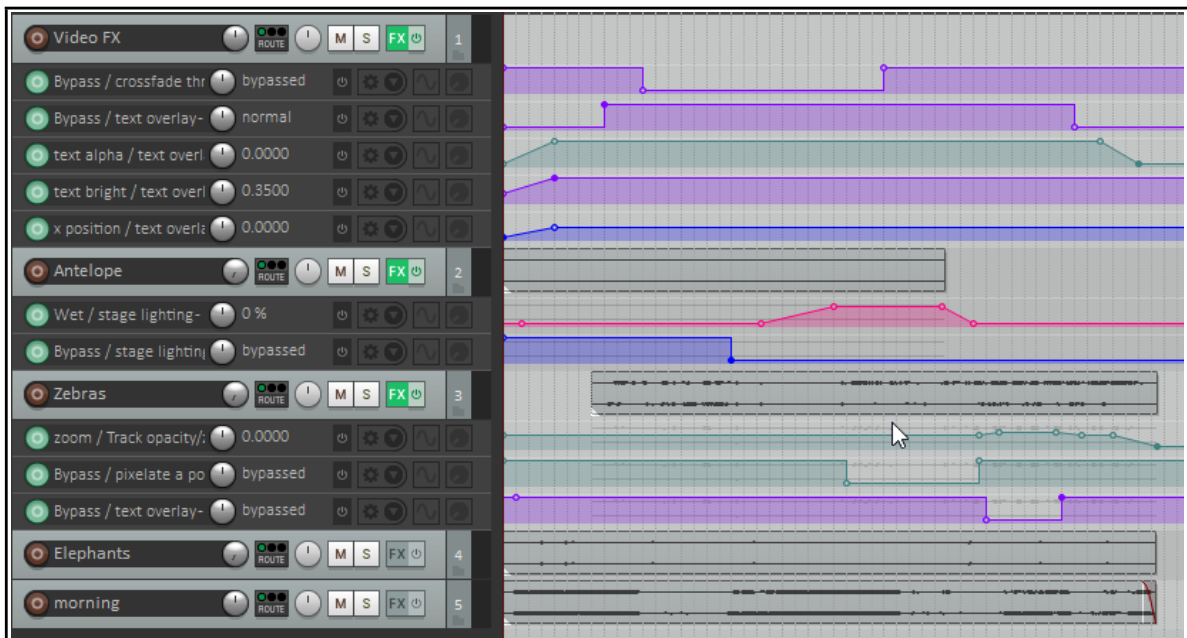 Video FX ROUTE M S FX 1
Bypass / crossfade thr bypassed
Bypass / text overlay- normal
text alpha / text overl 0.0000
text bright / text overl 0.3500
x position / text overla 0.0000
Antelope ROUTE M S FX 2
Wet / stage lighting- 0 %
Bypass / stage lighting bypassed
Zebras ROUTE M S FX 3
zoom / Track opacity/z 0.0000
Bypass / pixelate a po bypassed
Bypass / text overlay- bypassed
Elephants ROUTE M S FX 4
morning ROUTE M S FX 5